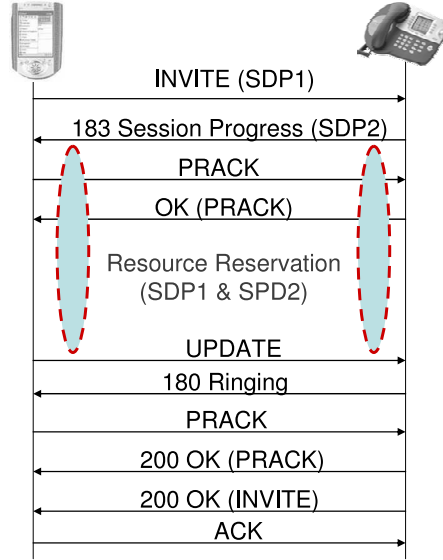 INVITE (SDP1)
183 Session Progress (SDP2)
PRACK
OK (PRACK)
Resource Reservation
(SDP1 & SPD2)
UPDATE
180 Ringing
PRACK
200 OK (PRACK)
200 OK (INVITE)
ACK